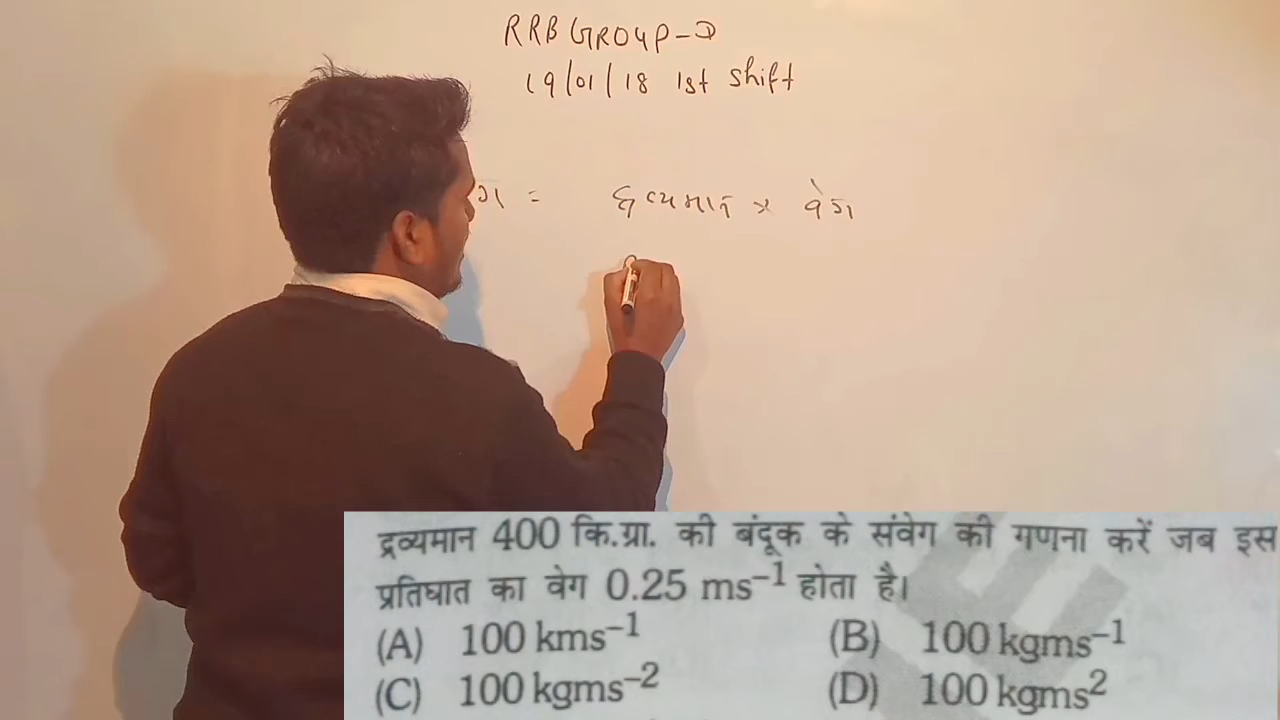 RRB GROUP-D
19/01/18 1st shift
= द्रव्यमान × वेग
द्रव्यमान 400 कि.ग्रा. की बंदूक के संवेग की गणना करें जब इस
प्रतिघात का वेग 0.25 ms⁻¹ होता है।
(A) 100 kms⁻¹ (B) 100 kgms⁻¹
(C) 100 kgms⁻² (D) 100 kgms²